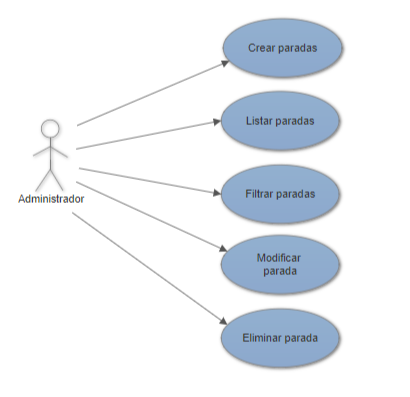 Crear paradas
Listar paradas
Administrador
Filtrar paradas
Modificar
parada
Eliminar parada